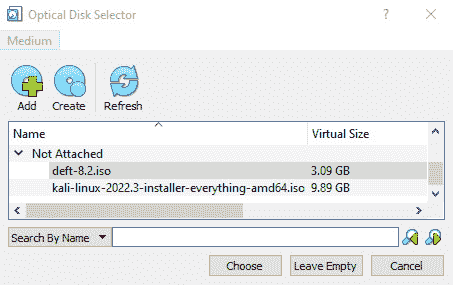 Optical Disk Selector ? ×
Medium
Add Create Refresh
Name Virtual Size
Not Attached
deft-8.2.iso 3.09 GB
kali-linux-2022.3-installer-everything-amd64.iso 9.89 GB
Search By Name
Choose Leave Empty Cancel